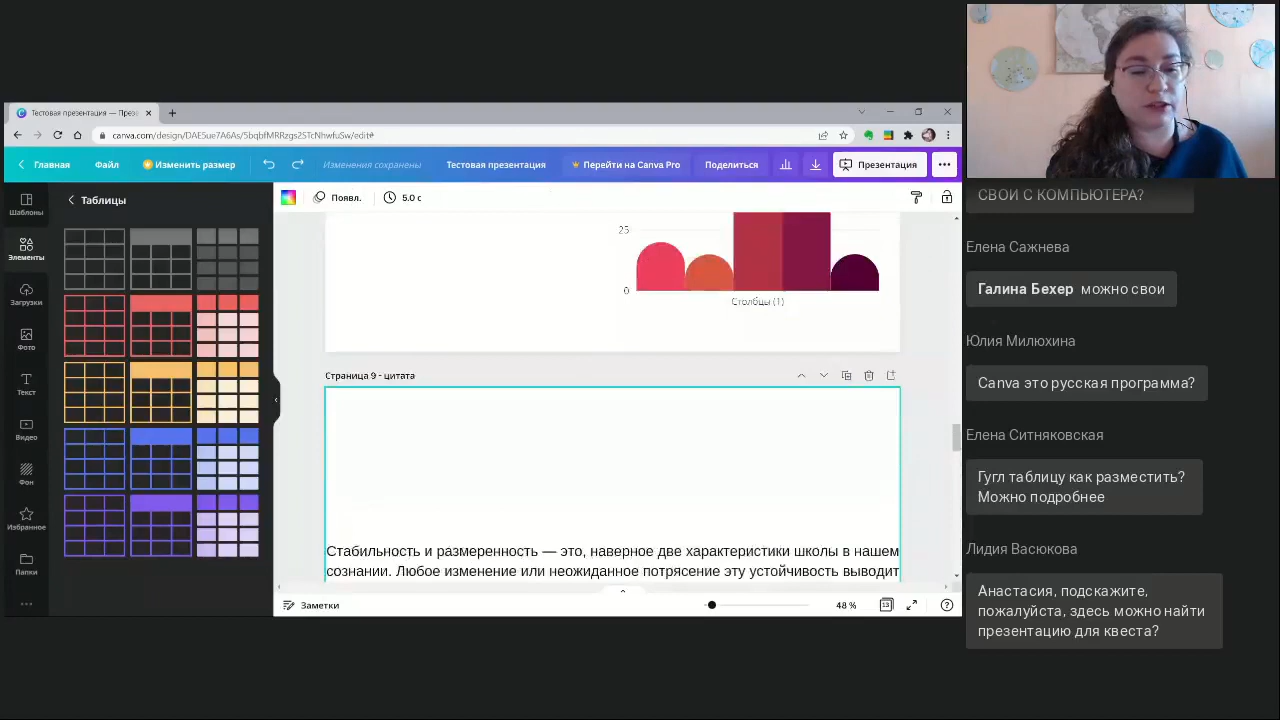 Тестовая презентация — През
canva.com/design/DAE5ue7A6As/5bqbfMRRzgs2STcNhwfuSw/edit#
Главная
Файл
Изменить размер
Изменения сохранены
Тестовая презентация
Перейти на Canva Pro
Поделиться
Презентация
Шаблоны
Элементы
Загрузки
Фото
Текст
Видео
Фон
Избранное
Папки
Таблицы
Появл.
5.0 с
25
0
Столбцы (1)
Страница 9 - цитата
Стабильность и размеренность — это, наверное две характеристики школы в нашем
сознании. Любое изменение или неожиданное потрясение эту устойчивость выводит
Заметки
48 %
13
СВОИ С КОМПЬЮТЕРА?
Елена Сажнева
Галина Бехер можно свои
Юлия Милюхина
Canva это русская программа?
Елена Ситняковская
Гугл таблицу как разместить?
Можно подробнее
Лидия Васюкова
Анастасия, подскажите,
пожалуйста, здесь можно найти
презентацию для квеста?